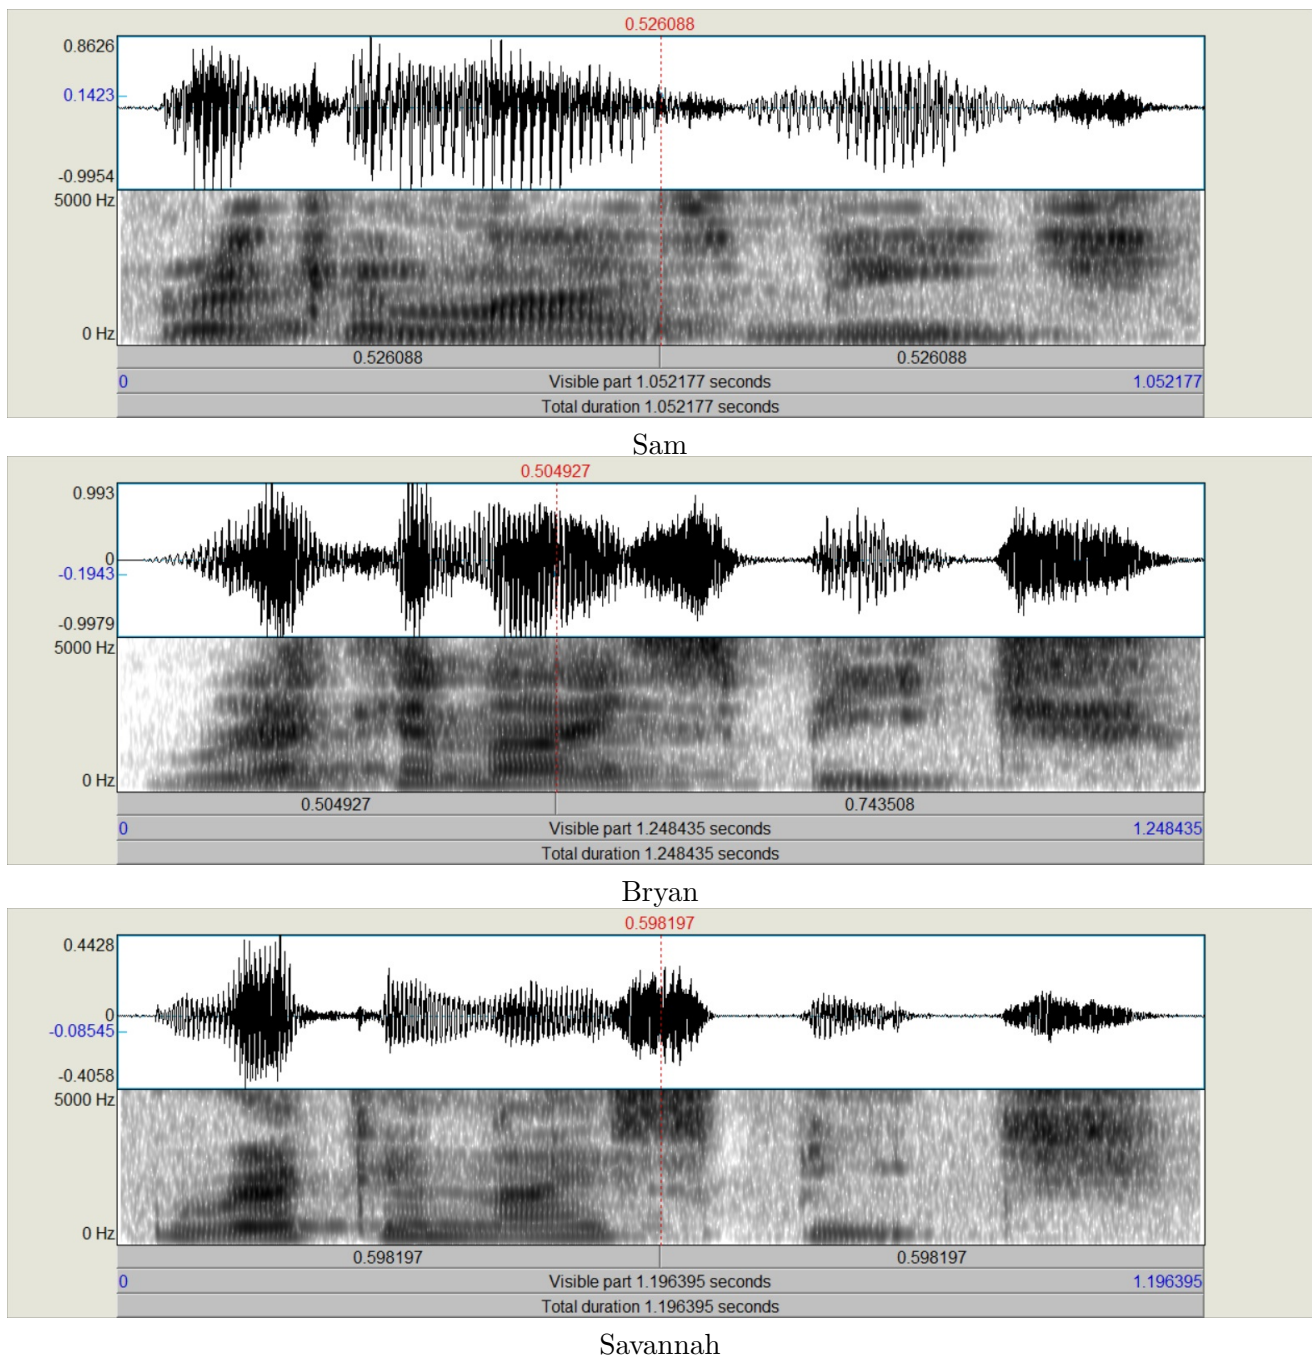 0.526088
0.8626
0.1423
-0.9954
5000 Hz
0 Hz
0.526088 0.526088
0 Visible part 1.052177 seconds 1.052177
Total duration 1.052177 seconds
Sam
0.504927
0.993
0
-0.1943
-0.9979
5000 Hz
0 Hz
0.504927 0.743508
0 Visible part 1.248435 seconds 1.248435
Total duration 1.248435 seconds
Bryan
0.598197
0.4428
0
-0.08545
-0.4058
5000 Hz
0 Hz
0.598197 0.598197
0 Visible part 1.196395 seconds 1.196395
Total duration 1.196395 seconds
Savannah